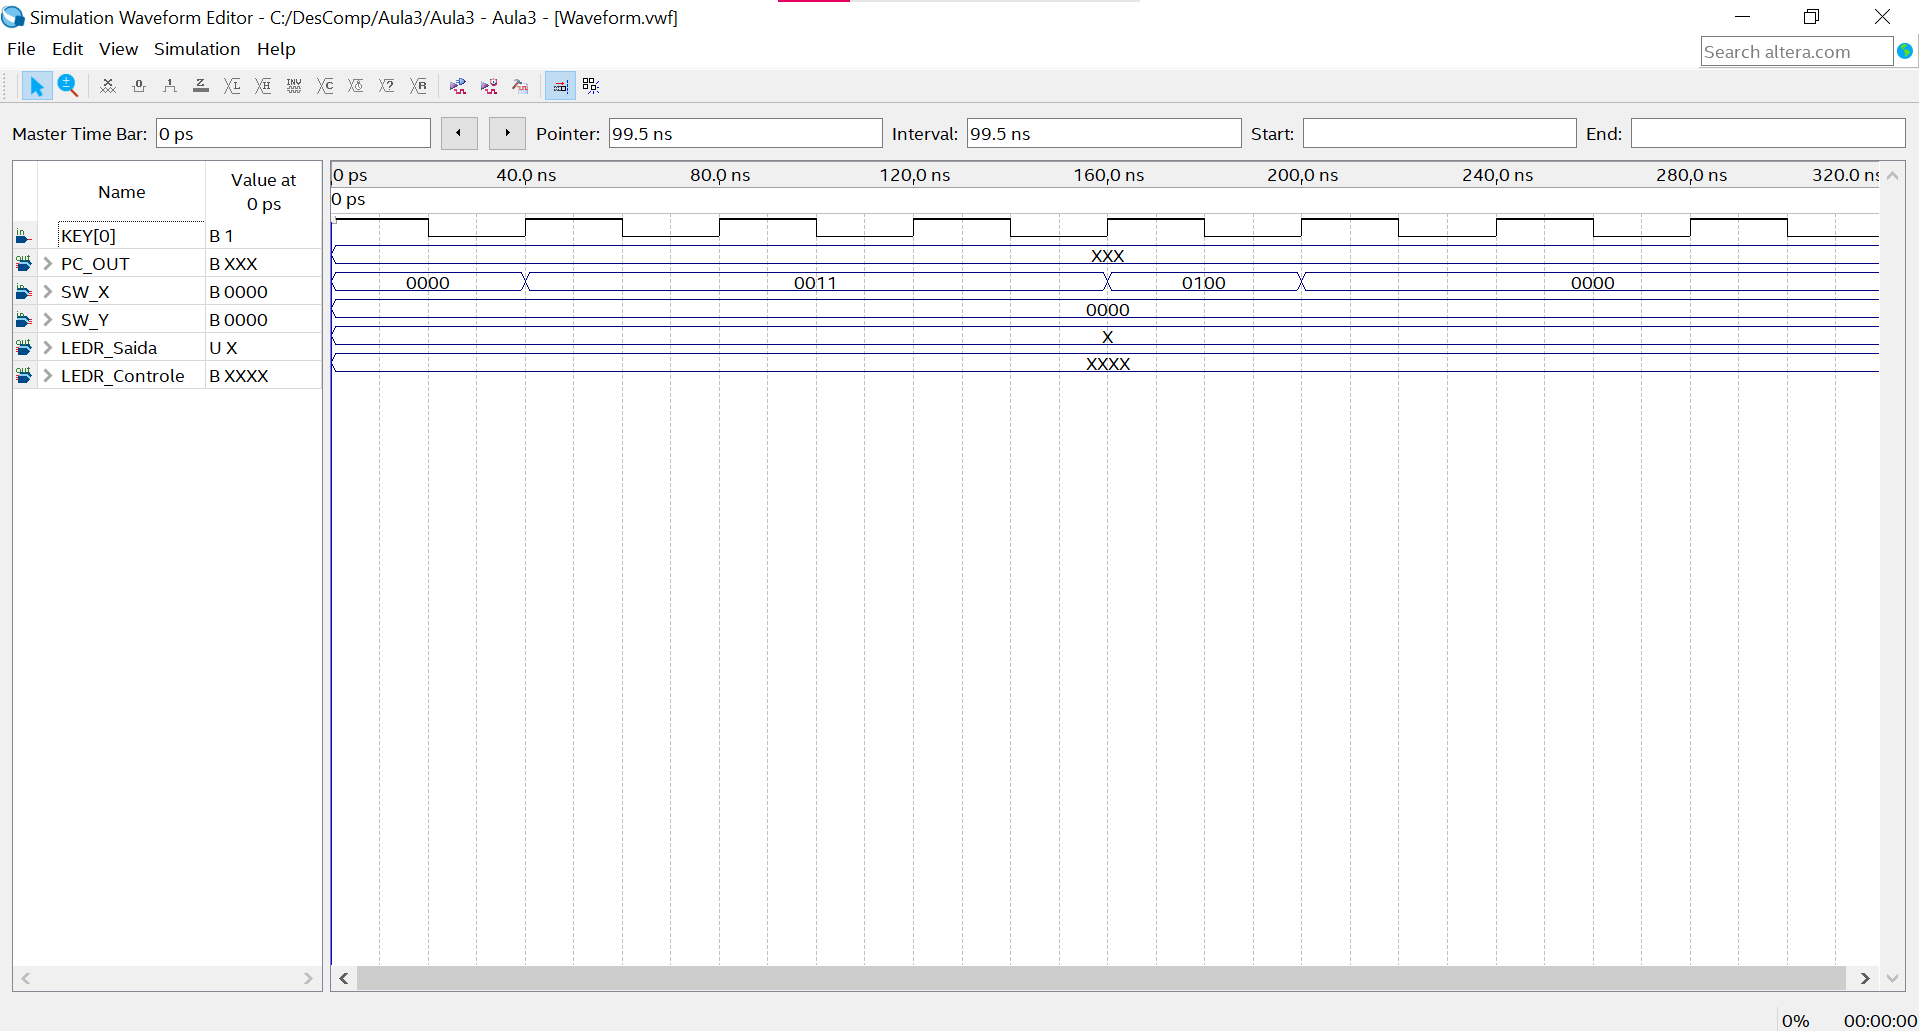 Simulation Waveform Editor - C:/DesComp/Aula3/Aula3 - Aula3 - [Waveform.vwf]
File Edit View Simulation Help
Search altera.com
Master Time Bar: 0 ps Pointer: 99.5 ns Interval: 99.5 ns Start: End:
Name Value at 0 ps
0 ps 40.0 ns 80.0 ns 120.0 ns 160.0 ns 200.0 ns 240.0 ns 280.0 ns 320.0 ns
0 ps
KEY[0] B 1
PC_OUT B XXX XXX
SW_X B 0000 0000 0011 0100 0000
SW_Y B 0000 0000
LEDR_Saida U X X
LEDR_Controle B XXXX XXXX
0% 00:00:00